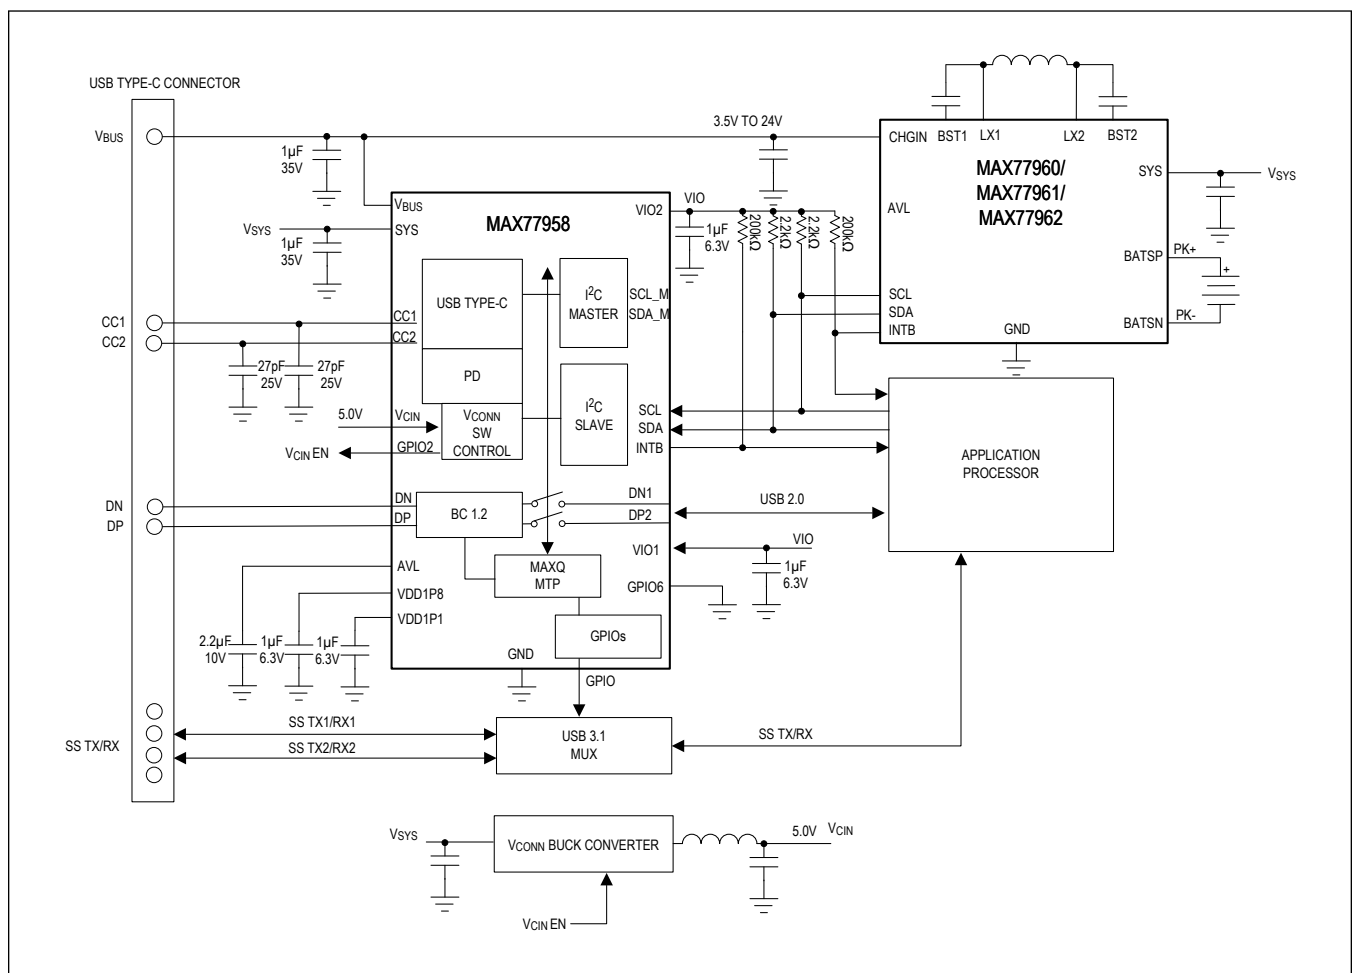 USB TYPE-C CONNECTOR
VBUS
1µF
35V
3.5V TO 24V
CHGIN
BST1
LX1
LX2
BST2
MAX77960/
MAX77961/
MAX77962
SYS
VSYS
AVL
BATSP
PK+
+
BATSN
PK-
SCL
SDA
INTB
GND
VBUS
MAX77958
VIO2
VIO
1µF
6.3V
200kΩ
2.2kΩ
2.2kΩ
200kΩ
VSYS
SYS
1µF
35V
USB TYPE-C
I2C
MASTER
SCL_M
SDA_M
CC1
CC2
CC1
CC2
27pF
25V
27pF
25V
PD
I2C
SLAVE
SCL
SDA
INTB
5.0V
VCIN
VCONN
SW
CONTROL
VCIN EN
GPIO2
APPLICATION
PROCESSOR
DN
DP
DN
DP
BC 1.2
DN1
DP2
USB 2.0
MAXQ
MTP
VIO1
VIO
1µF
6.3V
GPIO6
AVL
VDD1P8
VDD1P1
2.2µF
10V
1µF
6.3V
1µF
6.3V
GPIOs
GND
GPIO
SS TX/RX
SS TX1/RX1
SS TX2/RX2
USB 3.1
MUX
SS TX/RX
VSYS
VCONN BUCK CONVERTER
5.0V
VCIN
VCIN EN